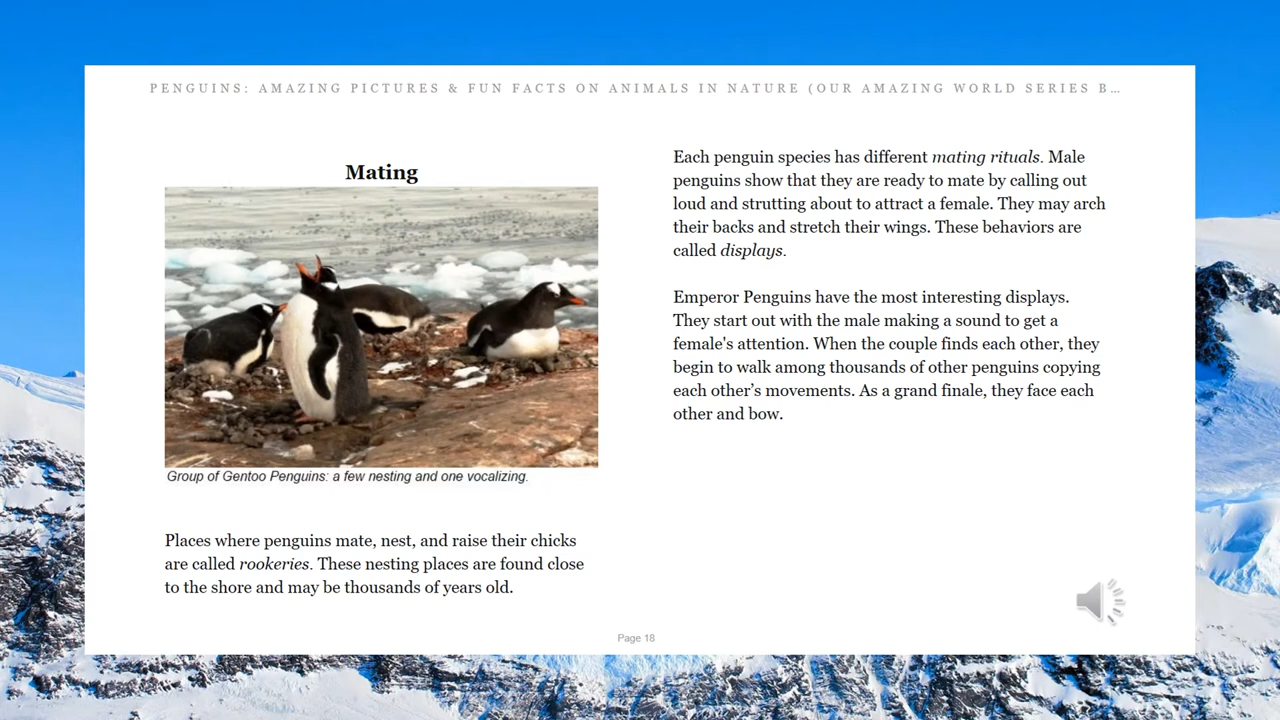 PENGUINS: AMAZING PICTURES & FUN FACTS ON ANIMALS IN NATURE (OUR AMAZING WORLD SERIES B...
Mating
Group of Gentoo Penguins: a few nesting and one vocalizing.
Places where penguins mate, nest, and raise their chicks
are called rookeries. These nesting places are found close
to the shore and may be thousands of years old.
Each penguin species has different mating rituals. Male
penguins show that they are ready to mate by calling out
loud and strutting about to attract a female. They may arch
their backs and stretch their wings. These behaviors are
called displays.
Emperor Penguins have the most interesting displays.
They start out with the male making a sound to get a
female's attention. When the couple finds each other, they
begin to walk among thousands of other penguins copying
each other’s movements. As a grand finale, they face each
other and bow.
Page 18